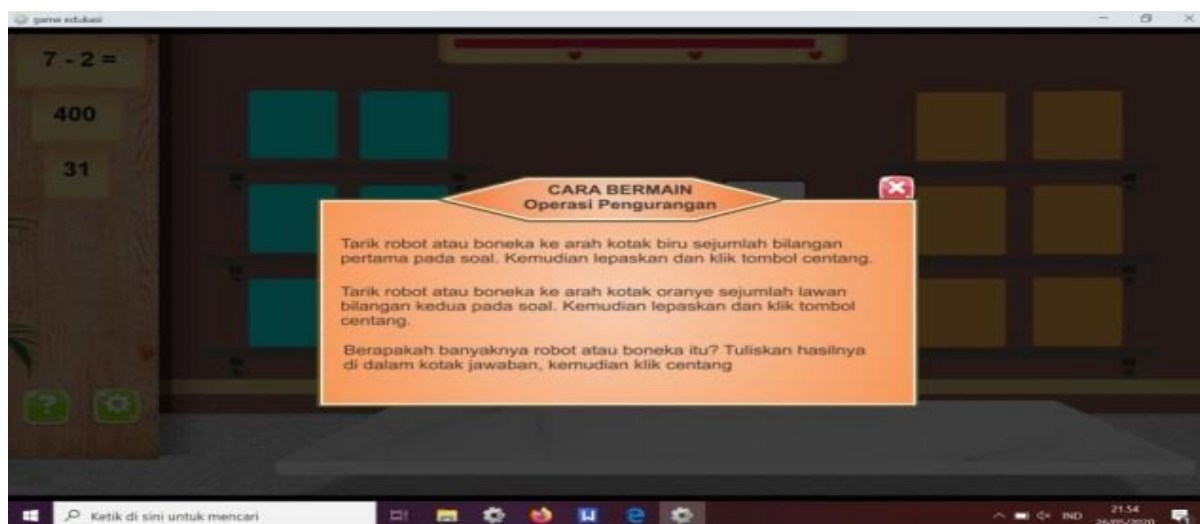 game edukasi
7 - 2 =
400
31
CARA BERMAIN
Operasi Pengurangan
Tarik robot atau boneka ke arah kotak biru sejumlah bilangan
pertama pada soal. Kemudian lepaskan dan klik tombol centang.
Tarik robot atau boneka ke arah kotak oranye sejumlah lawan
bilangan kedua pada soal. Kemudian lepaskan dan klik tombol
centang.
Berapakah banyaknya robot atau boneka itu? Tuliskan hasilnya
di dalam kotak jawaban, kemudian klik centang
?
Ketik di sini untuk mencari
IND
21.54
26/05/2020